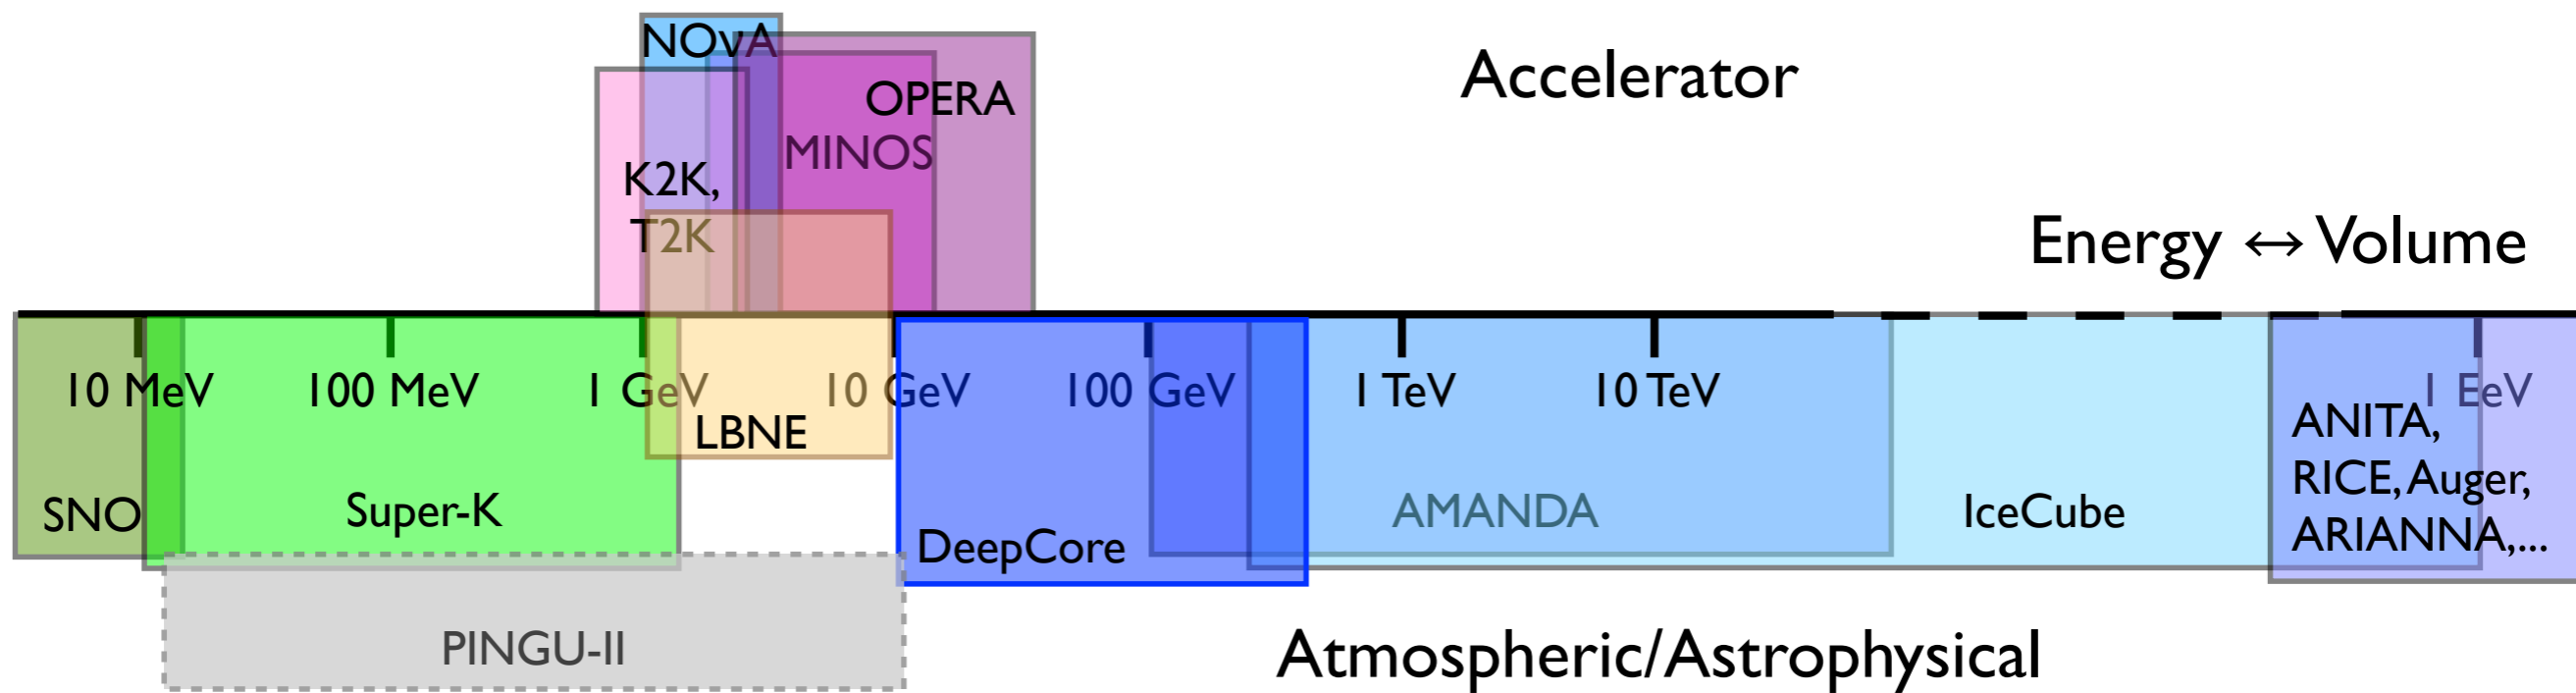 NOνA
Accelerator
OPERA
MINOS
K2K,
T2K
Energy ↔ Volume
10 MeV
100 MeV
1 GeV
10 GeV
100 GeV
1 TeV
10 TeV
1 EeV
LBNE
ANITA,
RICE, Auger,
ARIANNA,...
SNO
Super-K
AMANDA
IceCube
DeepCore
PINGU-II
Atmospheric/Astrophysical